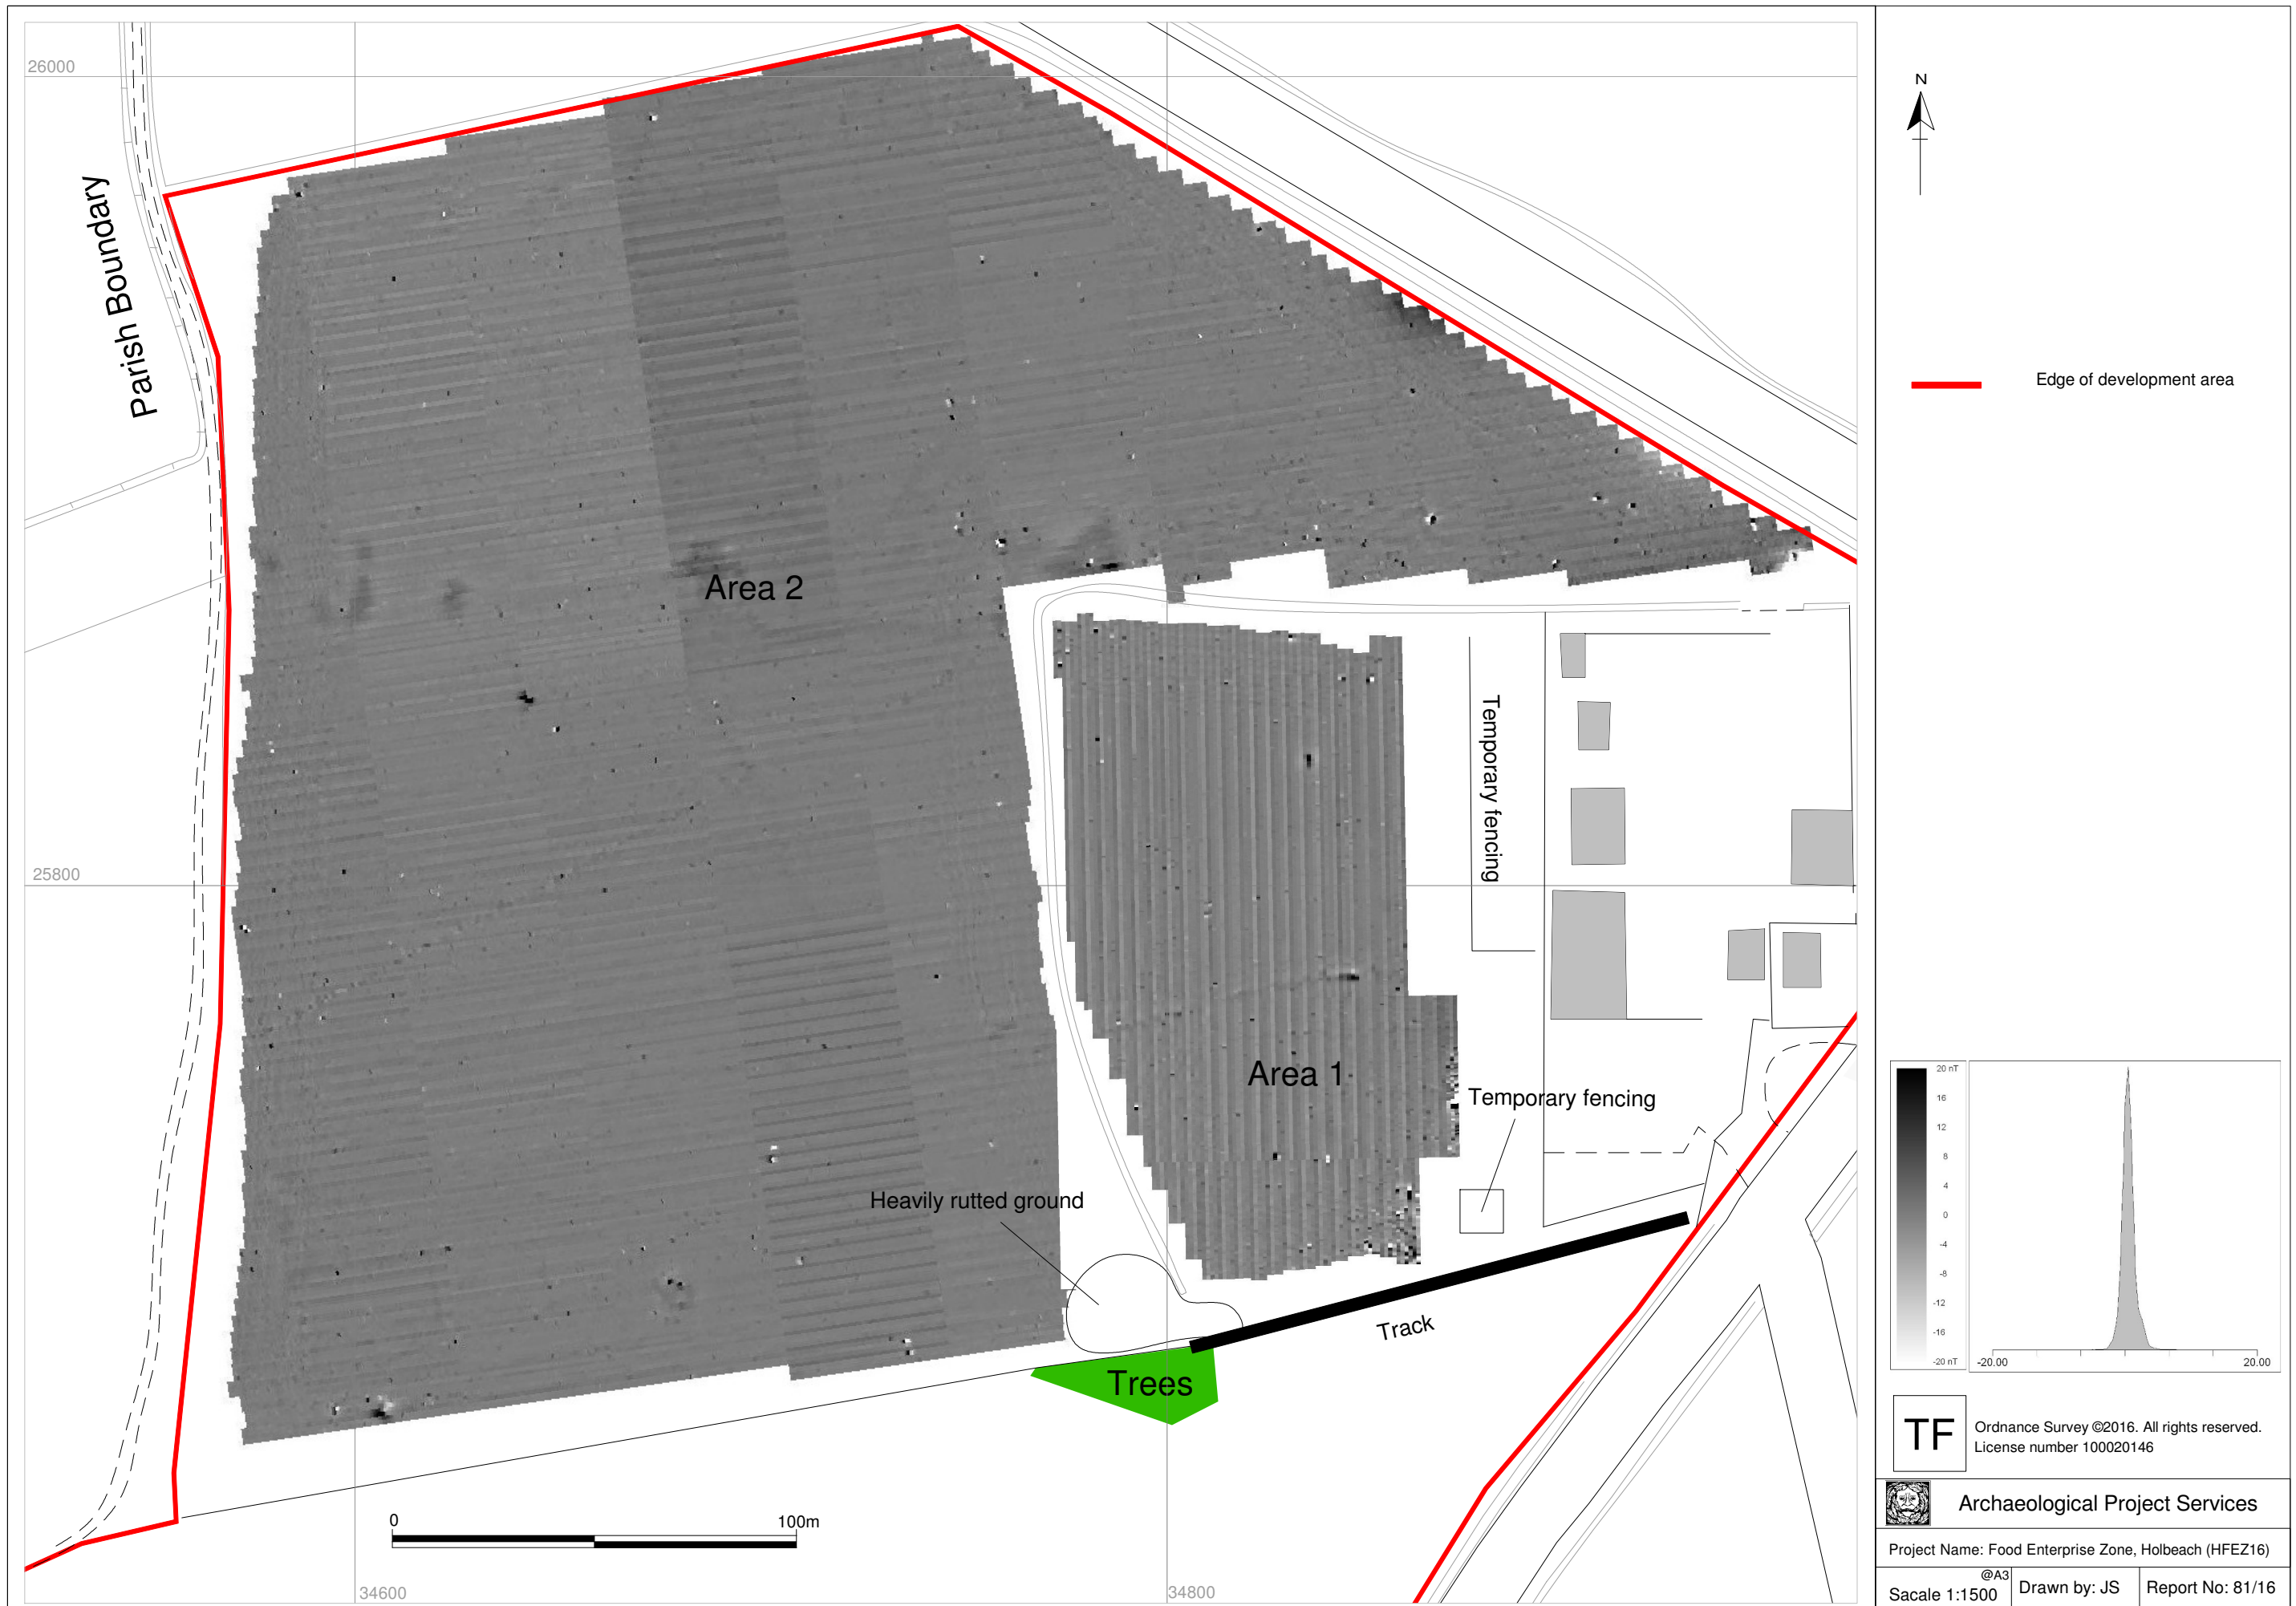 26000
Parish Boundary
Area 2
25800
Temporary fencing
Area 1
Temporary fencing
Heavily rutted ground
Track
Trees
0
100m
34600
34800
N
Edge of development area
20 nT
16
12
8
4
0
-4
-8
-12
-16
-20 nT
-20.00
20.00
TF
Ordnance Survey ©2016. All rights reserved.
License number 100020146
Archaeological Project Services
Project Name: Food Enterprise Zone, Holbeach (HFEZ16)
@A3
Sacale 1:1500
Drawn by: JS
Report No: 81/16